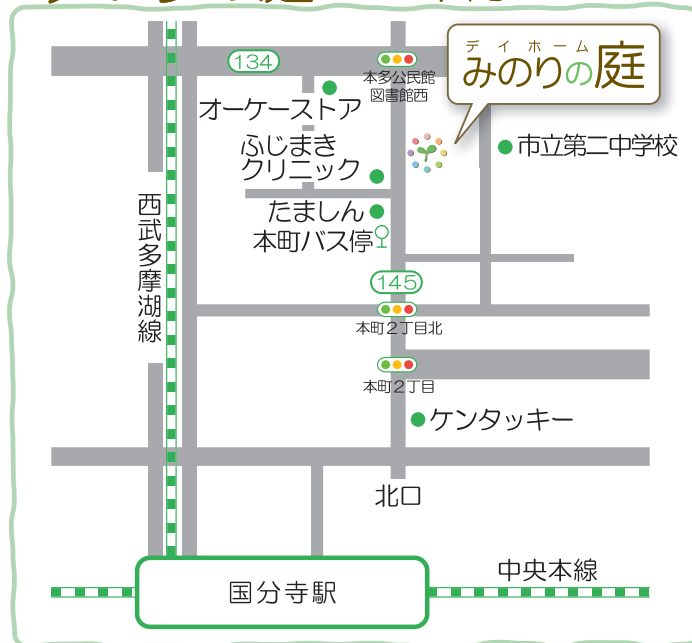 134
本多公民館
図書館西
デイホーム
みのりの庭
オーケーストア
ふじまき
クリニック
市立第二中学校
たましん
本町バス停
西武多摩湖線
145
本町2丁目北
本町2丁目
ケンタッキー
北口
中央本線
国分寺駅